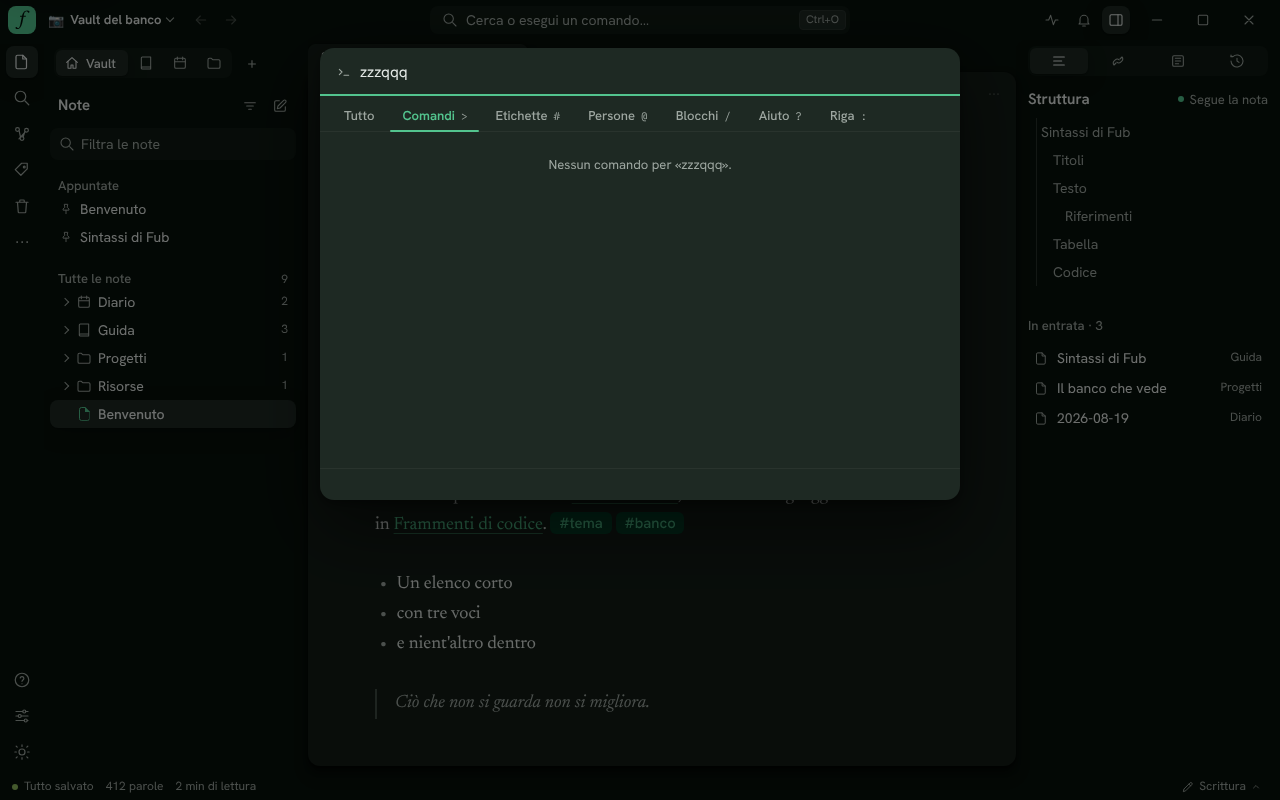 f
Vault del banco
Cerca o esegui un comando...
Ctrl+O
Vault
Note
Filtra le note
Appuntate
Benvenuto
Sintassi di Fub
Tutte le note 9
Diario 2
Guida 3
Progetti 1
Risorse 1
Benvenuto
>_ zzzqqq
Tutto
Comandi >
Etichette #
Persone @
Blocchi /
Aiuto ?
Riga :
Nessun comando per «zzzqqq».
in Frammenti di codice. #tema #banco
• Un elenco corto
• con tre voci
• e nient'altro dentro
Ciò che non si guarda non si migliora.
Struttura
Segue la nota
Sintassi di Fub
Titoli
Testo
Riferimenti
Tabella
Codice
In entrata · 3
Sintassi di Fub Guida
Il banco che vede Progetti
2026-08-19 Diario
Tutto salvato 412 parole 2 min di lettura
Scrittura